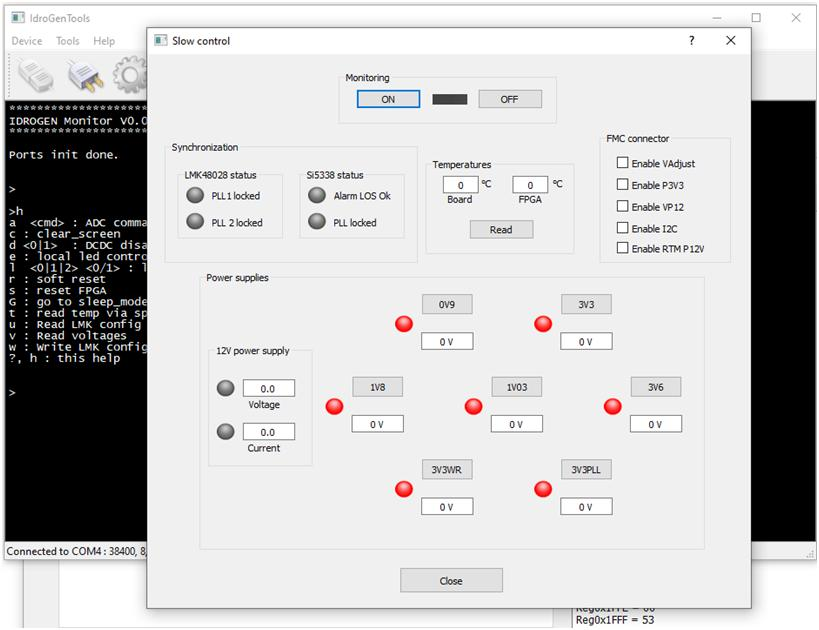 IdroGenTools
Device Tools Help
Slow control
?
Monitoring
ON
OFF
Synchronization
LMK48028 status
PLL 1 locked
PLL 2 locked
Si5338 status
Alarm LOS Ok
PLL locked
Temperatures
0 °C
Board
0 °C
FPGA
Read
FMC connector
Enable VAdjust
Enable P3V3
Enable VP12
Enable I2C
Enable RTM P12V
Power supplies
12V power supply
0.0
Voltage
0.0
Current
0V9
0 V
3V3
0 V
1V8
0 V
1V03
0 V
3V6
0 V
3V3WR
0 V
3V3PLL
0 V
Close
*********************
IDROGEN Monitor V0.0
*********************
Ports init done.
>
>h
a <cmd> : ADC comma
c : clear_screen
d <0|1> : DCDC disa
e : local led contro
l <0|1|2> <0/1> : l
r : soft reset
s : reset FPGA
G : go to sleep_mode
t : read temp via sp
u : Read LMK config
v : Read voltages
w : Write LMK config
?, h : this help
>
Connected to COM4 : 38400, 8,
Reg0x1FFF = 53